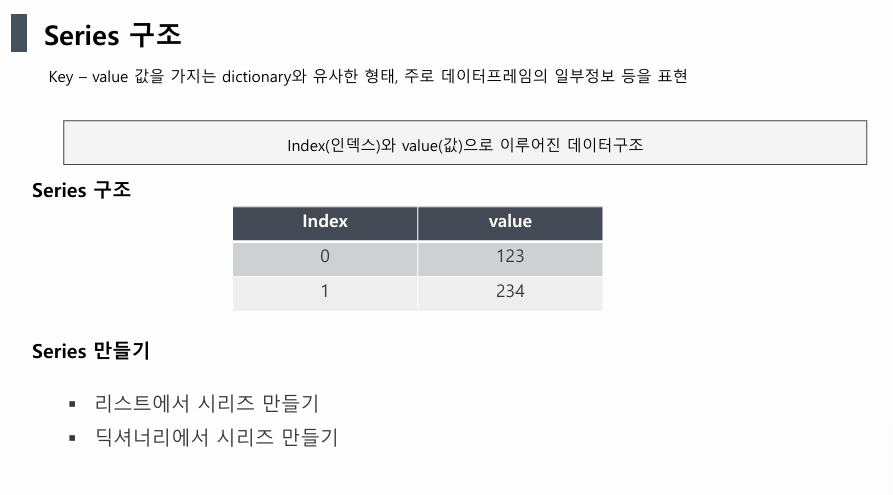 Series 구조
Key – value 값을 가지는 dictionary와 유사한 형태, 주로 데이터프레임의 일부정보 등을 표현
Index(인덱스)와 value(값)으로 이루어진 데이터구조
Series 구조
Index value
0 123
1 234
Series 만들기
▪ 리스트에서 시리즈 만들기
▪ 딕셔너리에서 시리즈 만들기